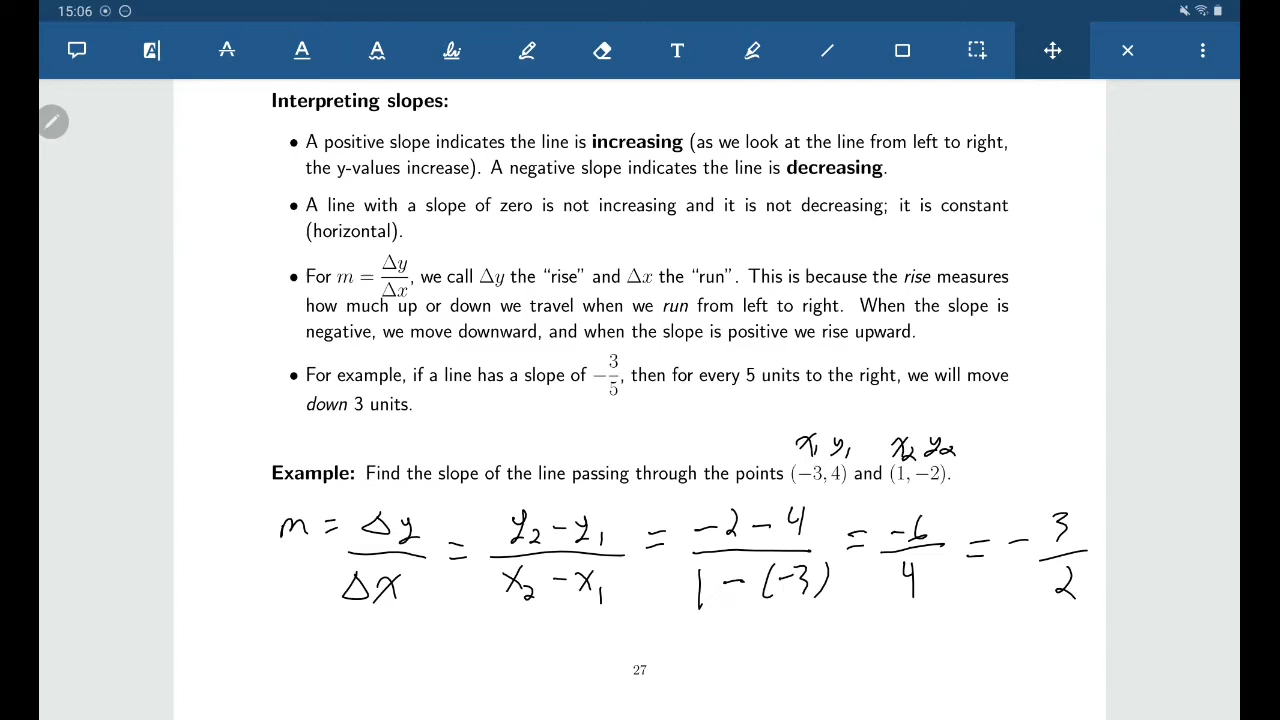 15:06
T
Interpreting slopes:
• A positive slope indicates the line is increasing (as we look at the line from left to right,
the y-values increase). A negative slope indicates the line is decreasing.
• A line with a slope of zero is not increasing and it is not decreasing; it is constant
(horizontal).
• For m = Δy/Δx, we call Δy the “rise” and Δx the “run”. This is because the rise measures
how much up or down we travel when we run from left to right. When the slope is
negative, we move downward, and when the slope is positive we rise upward.
• For example, if a line has a slope of −3/5, then for every 5 units to the right, we will move
down 3 units.
x₁ y₁ x₂ y₂
Example: Find the slope of the line passing through the points (−3, 4) and (1, −2).
m = Δy/Δx = (y₂ − y₁)/(x₂ − x₁) = (−2 − 4)/(1 − (−3)) = −6/4 = −3/2
27